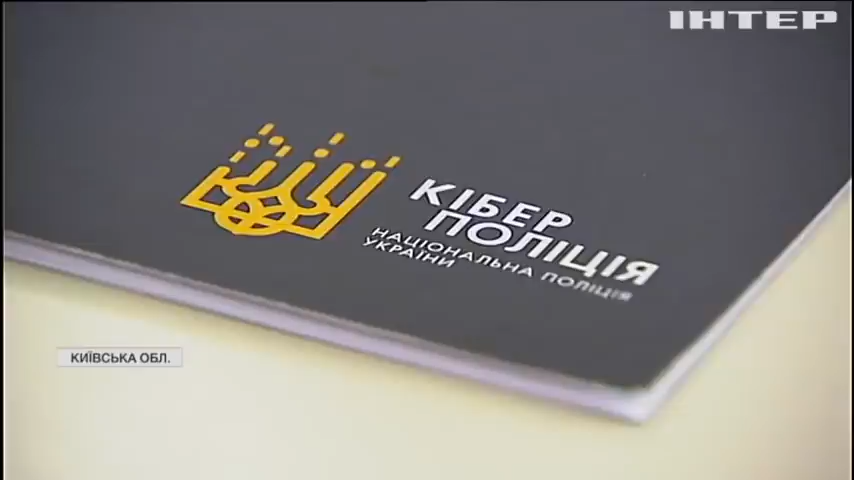 ІНТЕР
КІБЕР
ПОЛІЦІЯ
НАЦІОНАЛЬНА ПОЛІЦІЯ
УКРАЇНИ
КИЇВСЬКА ОБЛ.